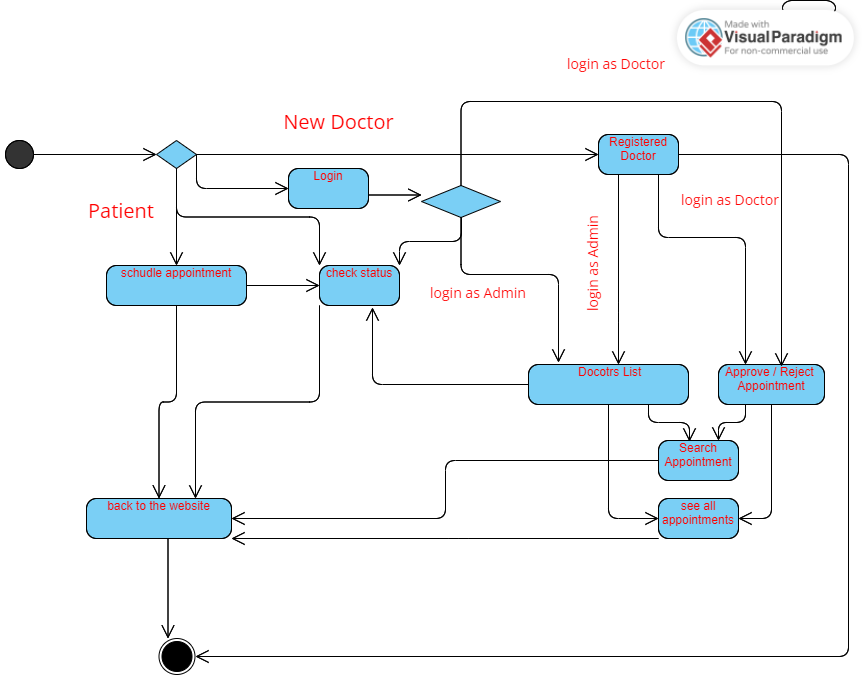 Made with
VisualParadigm
For non-commercial use
login as Doctor
New Doctor
Registered
Doctor
Login
Patient
login as Doctor
login as Admin
schudle appointment
check status
login as Admin
Docotrs List
Approve / Reject
Appointment
Search
Appointment
back to the website
see all
appointments